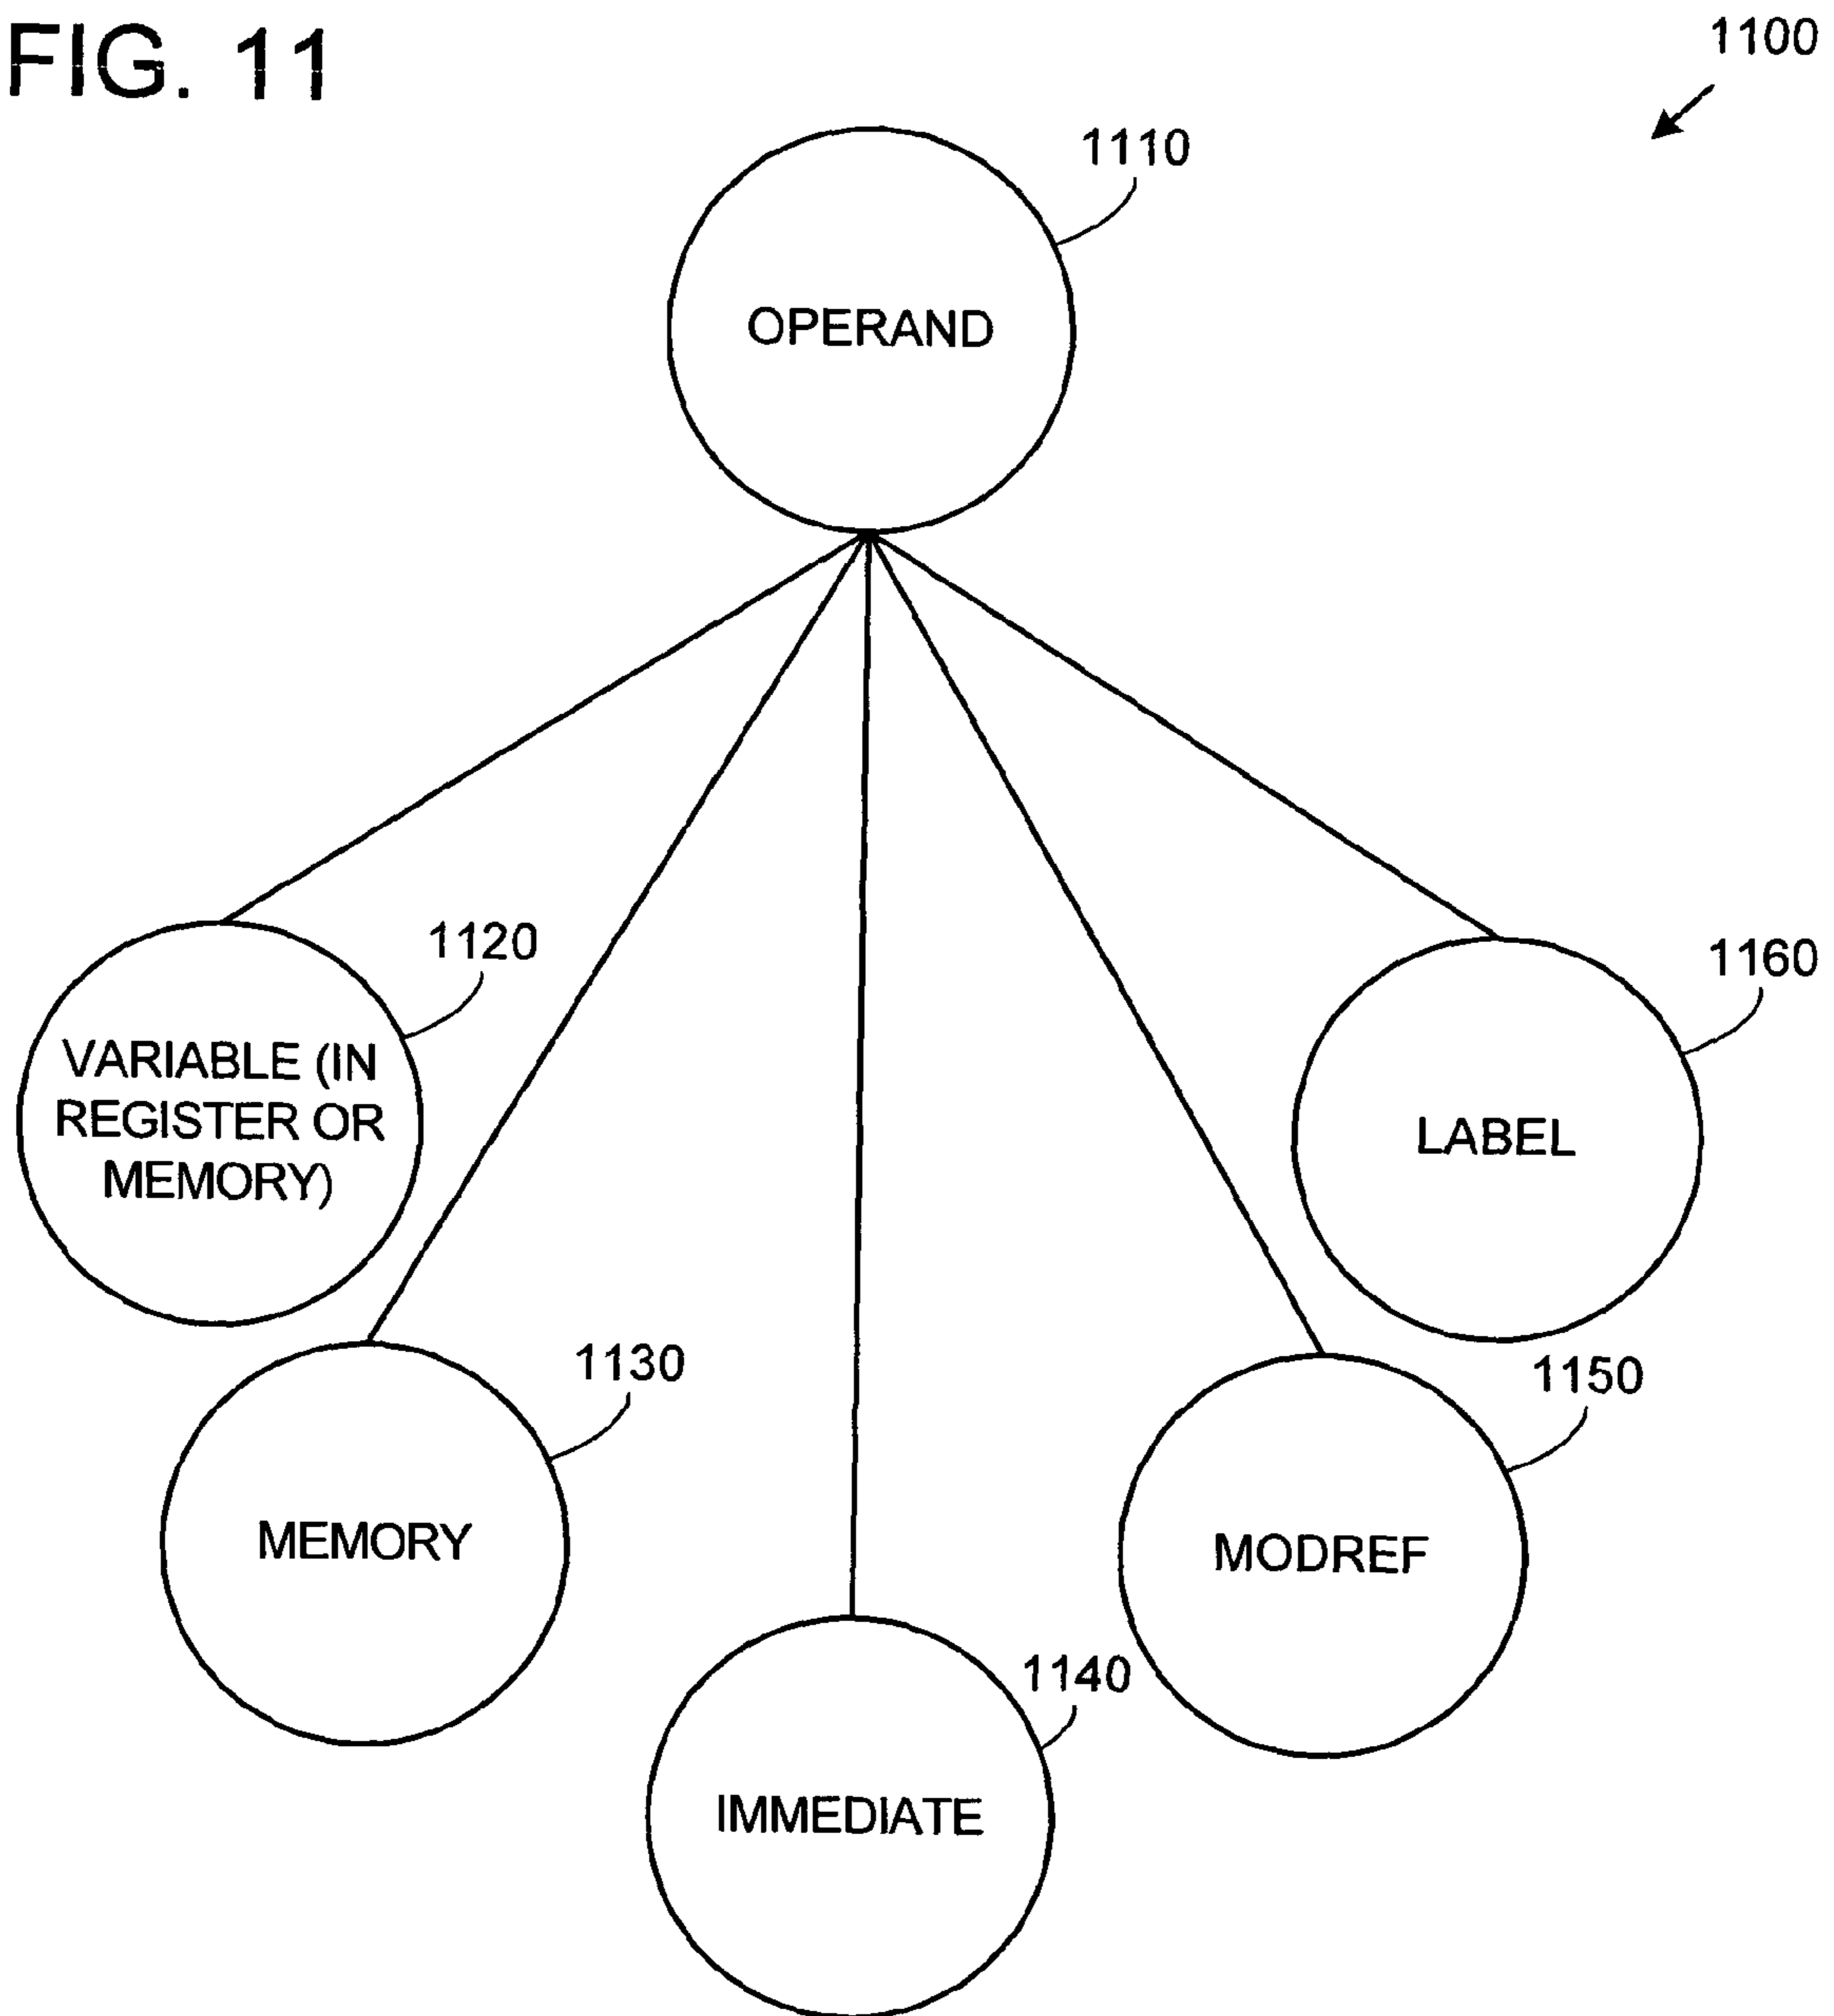 FIG. 11
1100
1110
OPERAND
1120
VARIABLE (IN
REGISTER OR
MEMORY)
1160
LABEL
1130
MEMORY
1150
MODREF
1140
IMMEDIATE